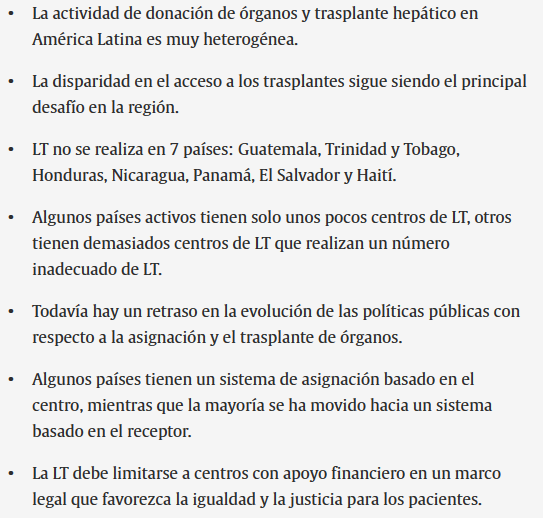 • La actividad de donación de órganos y trasplante hepático en
América Latina es muy heterogénea.
• La disparidad en el acceso a los trasplantes sigue siendo el principal
desafío en la región.
• LT no se realiza en 7 países: Guatemala, Trinidad y Tobago,
Honduras, Nicaragua, Panamá, El Salvador y Haití.
• Algunos países activos tienen solo unos pocos centros de LT, otros
tienen demasiados centros de LT que realizan un número
inadecuado de LT.
• Todavía hay un retraso en la evolución de las políticas públicas con
respecto a la asignación y el trasplante de órganos.
• Algunos países tienen un sistema de asignación basado en el
centro, mientras que la mayoría se ha movido hacia un sistema
basado en el receptor.
• La LT debe limitarse a centros con apoyo financiero en un marco
legal que favorezca la igualdad y la justicia para los pacientes.